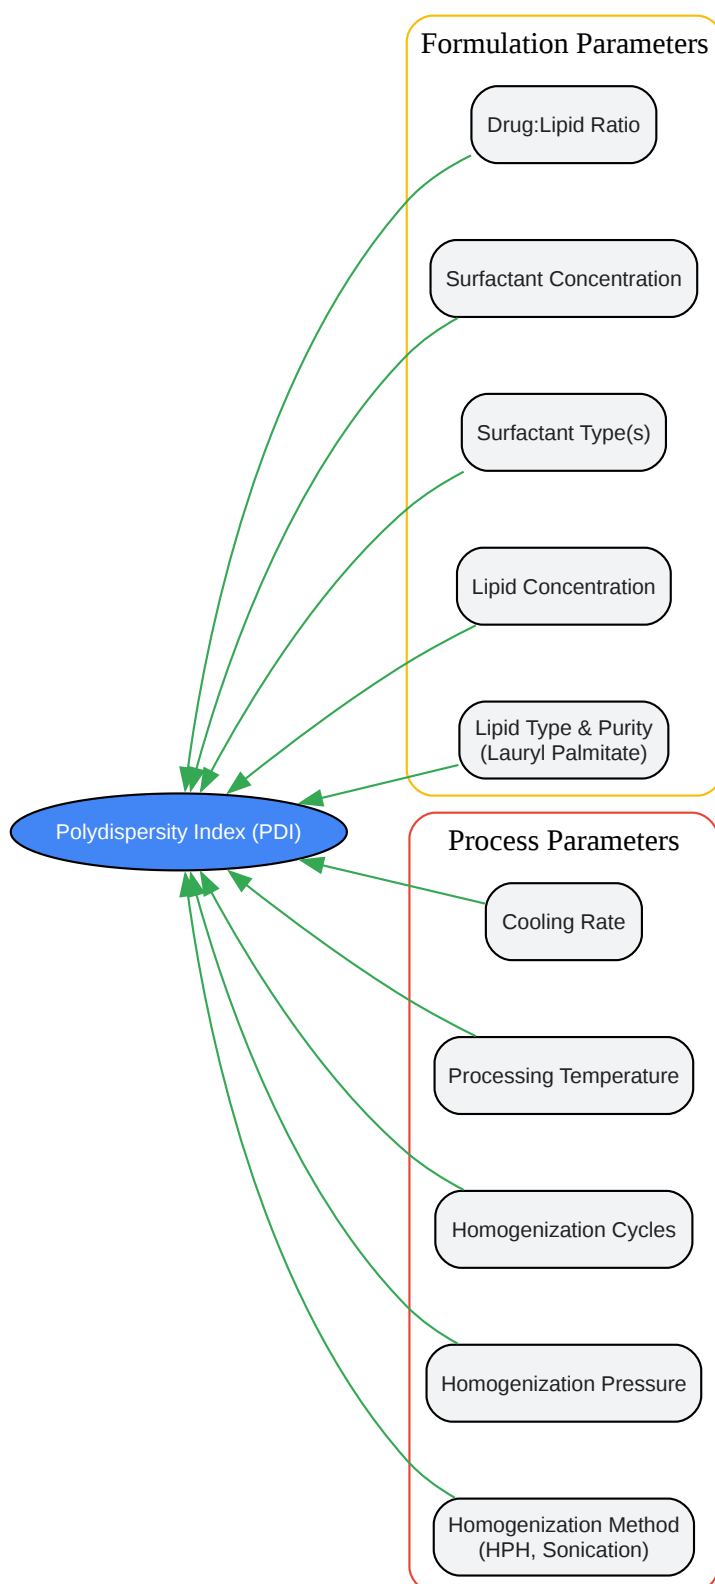 Formulation Parameters
Drug:Lipid Ratio
Surfactant Concentration
Surfactant Type(s)
Lipid Concentration
Lipid Type & Purity
(Lauryl Palmitate)
Polydispersity Index (PDI)
Process Parameters
Cooling Rate
Processing Temperature
Homogenization Cycles
Homogenization Pressure
Homogenization Method
(HPH, Sonication)